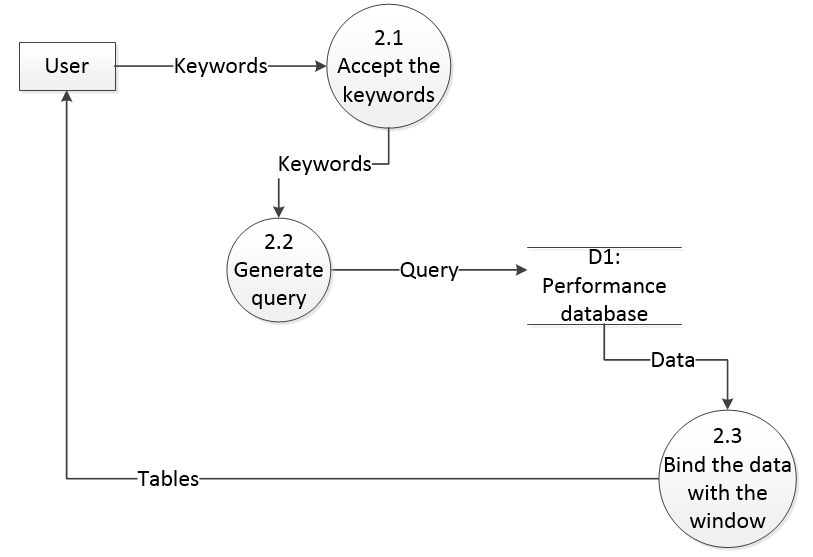 User
Keywords
2.1
Accept the
keywords
Keywords
2.2
Generate
query
Query
D1:
Performance
database
Data
2.3
Bind the data
with the
window
Tables